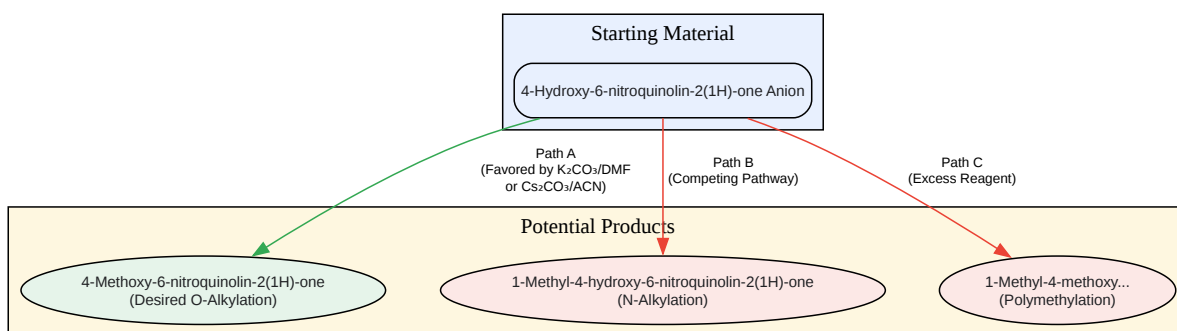 Starting Material
4-Hydroxy-6-nitroquinolin-2(1H)-one Anion
Path A
(Favored by K₂CO₃/DMF
or Cs₂CO₃/ACN)
Path B
(Competing Pathway)
Path C
(Excess Reagent)
Potential Products
4-Methoxy-6-nitroquinolin-2(1H)-one
(Desired O-Alkylation)
1-Methyl-4-hydroxy-6-nitroquinolin-2(1H)-one
(N-Alkylation)
1-Methyl-4-methoxy...
(Polymethylation)